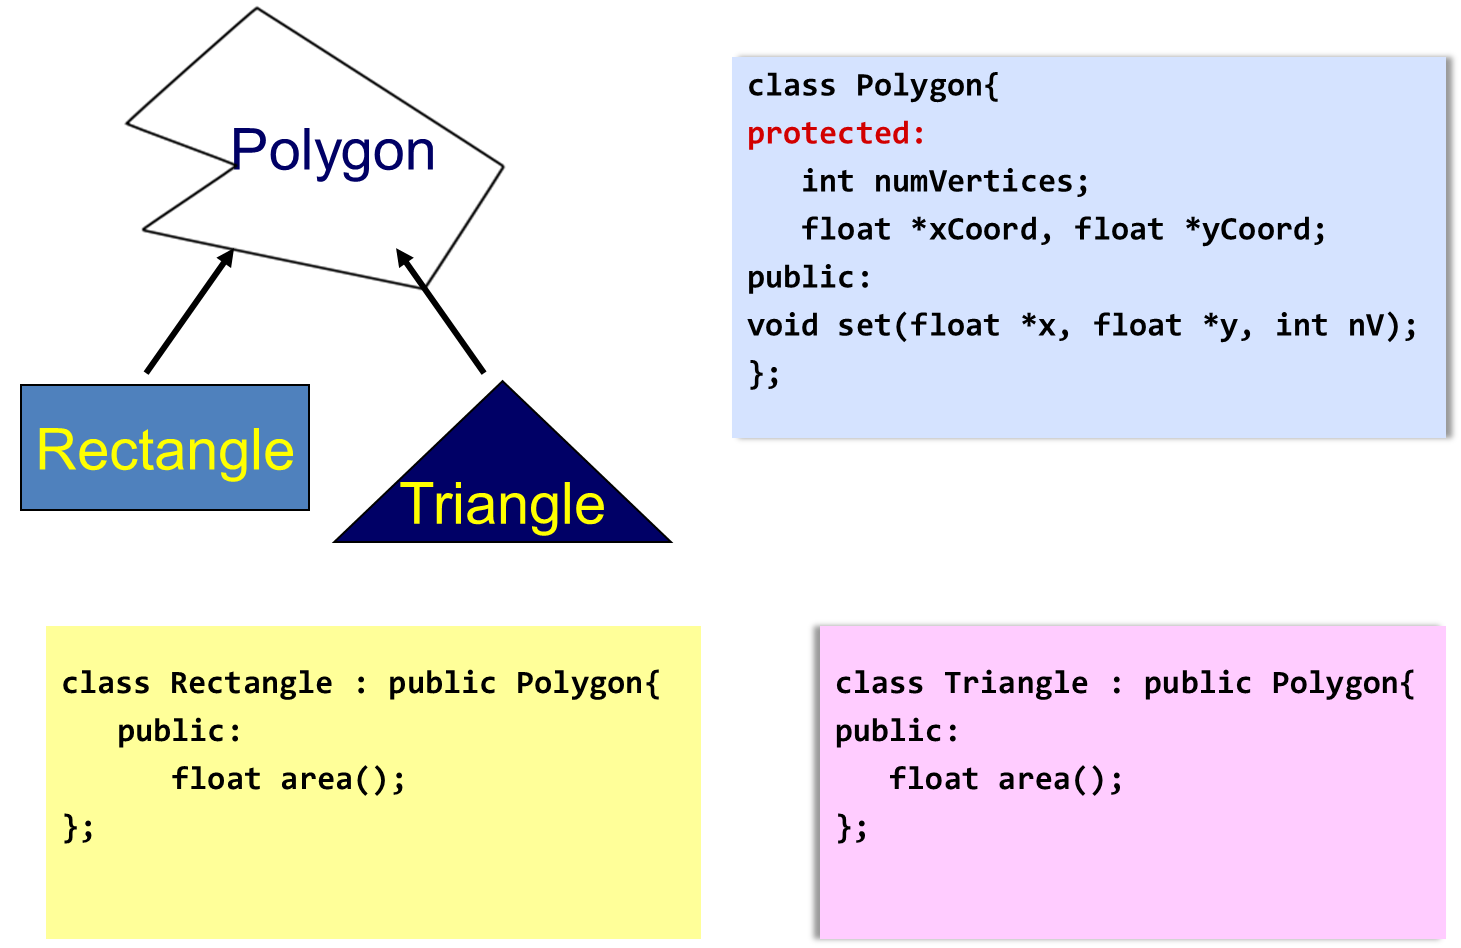 Polygon
Rectangle
Triangle
class Polygon{
protected:
int numVertices;
float *xCoord, float *yCoord;
public:
void set(float *x, float *y, int nV);
};
class Rectangle : public Polygon{
public:
float area();
};
class Triangle : public Polygon{
public:
float area();
};